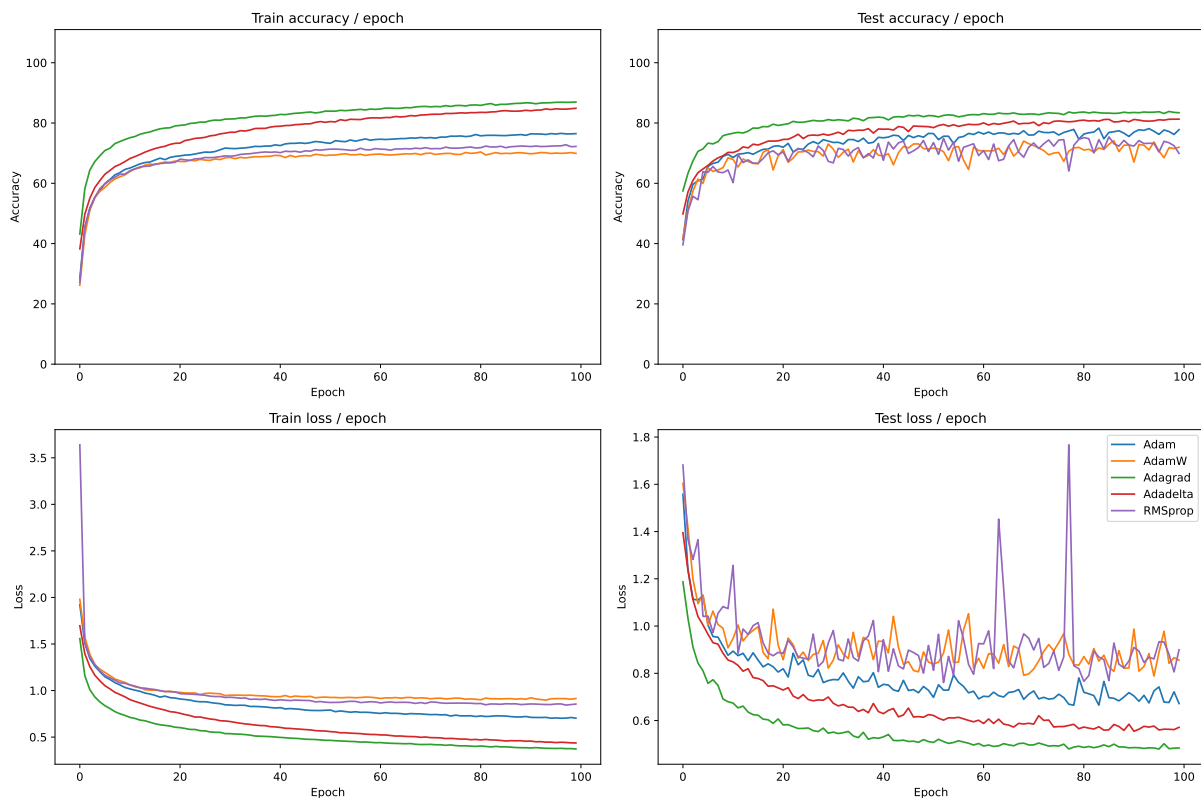 Train accuracy / epoch
100
80
60
40
20
0
Accuracy
0 20 40 60 80 100
Epoch
Test accuracy / epoch
100
80
60
40
20
0
Accuracy
0 20 40 60 80 100
Epoch
Train loss / epoch
3.5
3.0
2.5
2.0
1.5
1.0
0.5
Loss
0 20 40 60 80 100
Epoch
Test loss / epoch
1.8
1.6
1.4
1.2
1.0
0.8
0.6
Loss
0 20 40 60 80 100
Epoch
Adam
AdamW
Adagrad
Adadelta
RMSprop